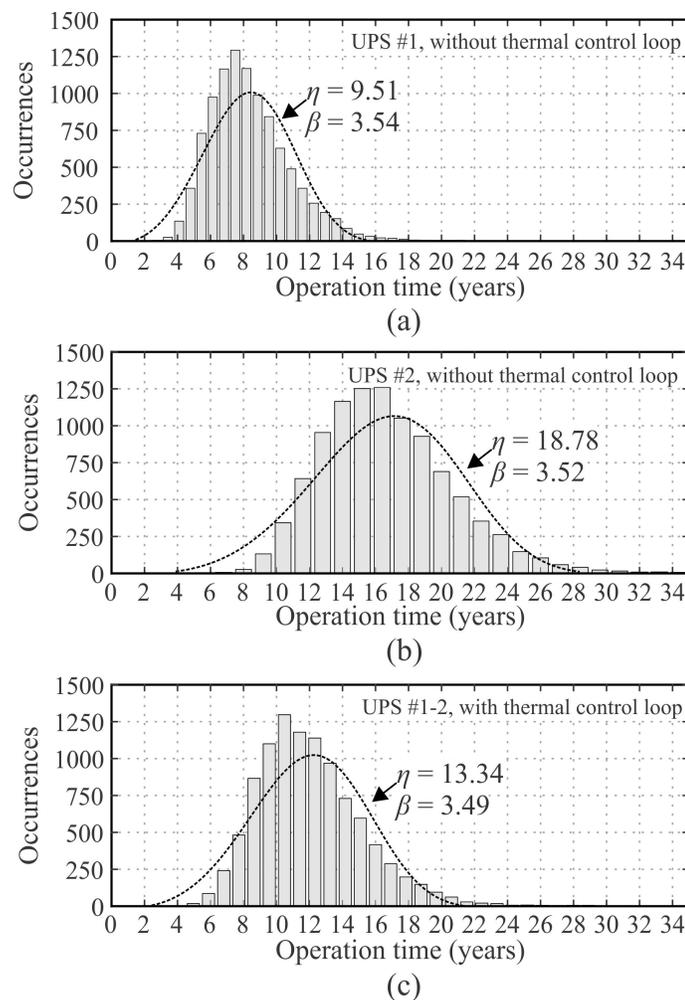 1500
UPS #1, without thermal control loop
1250
1000
η = 9.51
β = 3.54
750
500
250
0
Occurrences
0 2 4 6 8 10 12 14 16 18 20 22 24 26 28 30 32 34
Operation time (years)
(a)
1500
UPS #2, without thermal control loop
1250
1000
η = 18.78
β = 3.52
750
500
250
0
Occurrences
0 2 4 6 8 10 12 14 16 18 20 22 24 26 28 30 32 34
Operation time (years)
(b)
1500
UPS #1-2, with thermal control loop
1250
1000
η = 13.34
β = 3.49
750
500
250
0
Occurrences
0 2 4 6 8 10 12 14 16 18 20 22 24 26 28 30 32 34
Operation time (years)
(c)